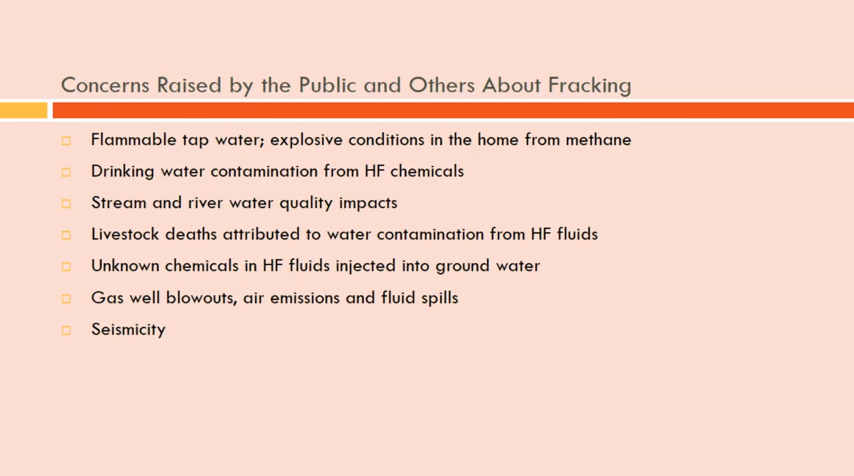 Concerns Raised by the Public and Others About Fracking
Flammable tap water; explosive conditions in the home from methane
Drinking water contamination from HF chemicals
Stream and river water quality impacts
Livestock deaths attributed to water contamination from HF fluids
Unknown chemicals in HF fluids injected into ground water
Gas well blowouts, air emissions and fluid spills
Seismicity